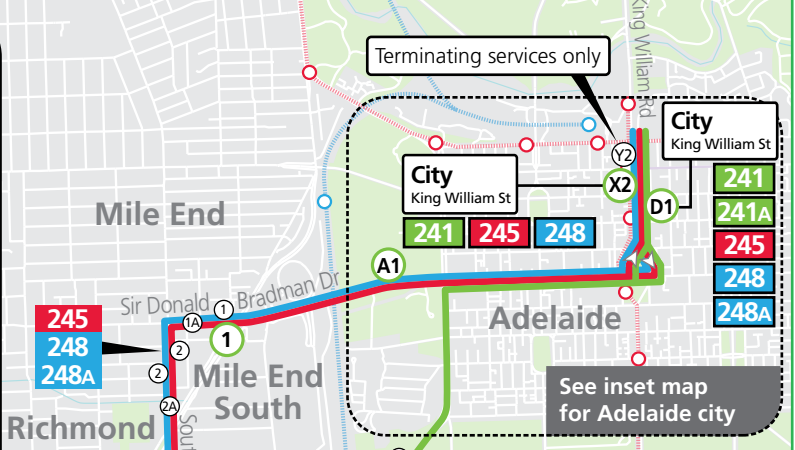 King William Rd
Terminating services only
City
King William St
Y2
City
King William St
X2
D1
241
241A
245
248
248A
241 245 248
Mile End
A1
Sir Donald Bradman Dr
1
1A
1
245
248
248A
2
2
2A
Adelaide
Mile End
South
Richmond
See inset map
for Adelaide city